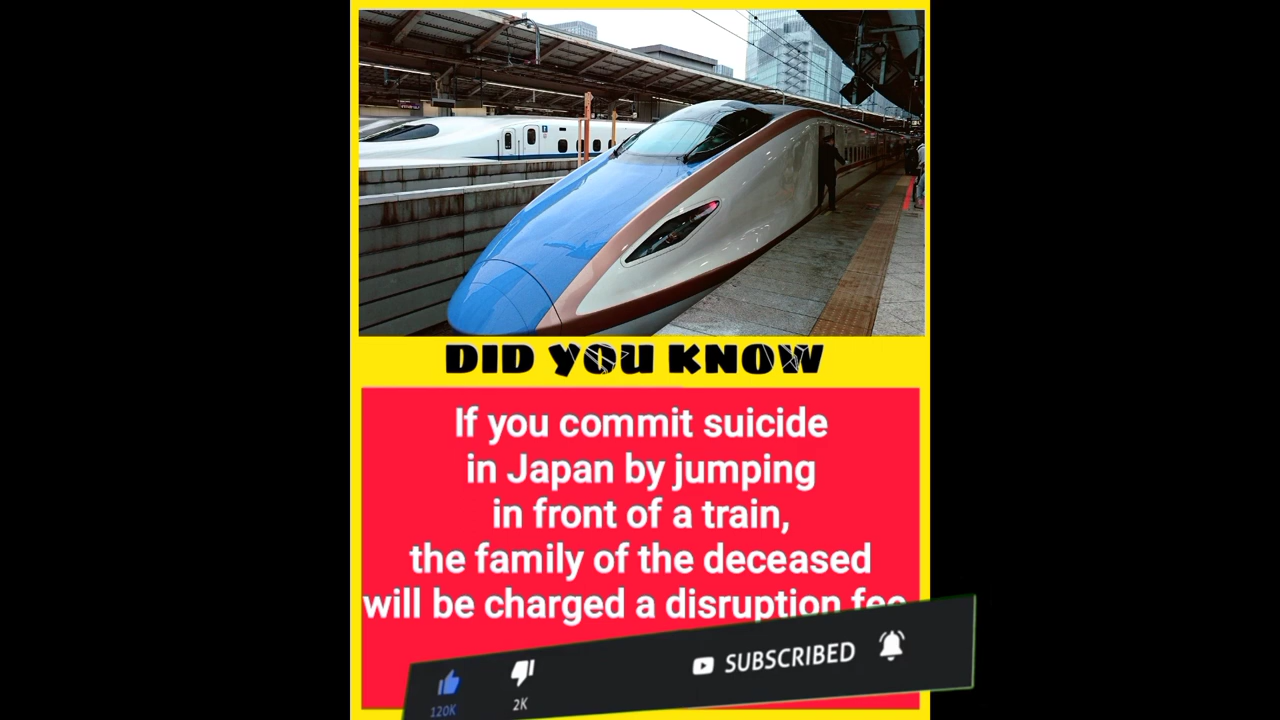 DID YOU KNOW
If you commit suicide
in Japan by jumping
in front of a train,
the family of the deceased
will be charged a disruption fee
SUBSCRIBED
120K
2K